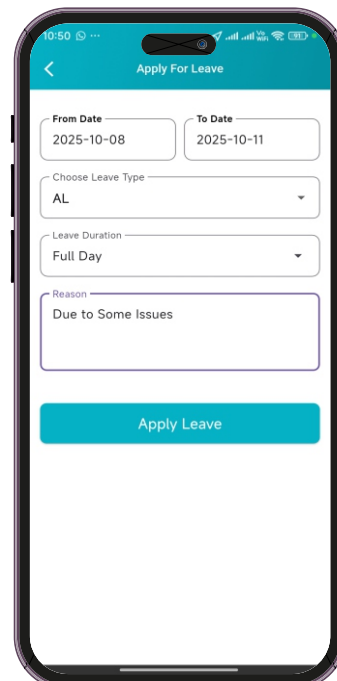 10:50
Apply For Leave
From Date
To Date
2025-10-08
2025-10-11
Choose Leave Type
AL
Leave Duration
Full Day
Reason
Due to Some Issues
Apply Leave